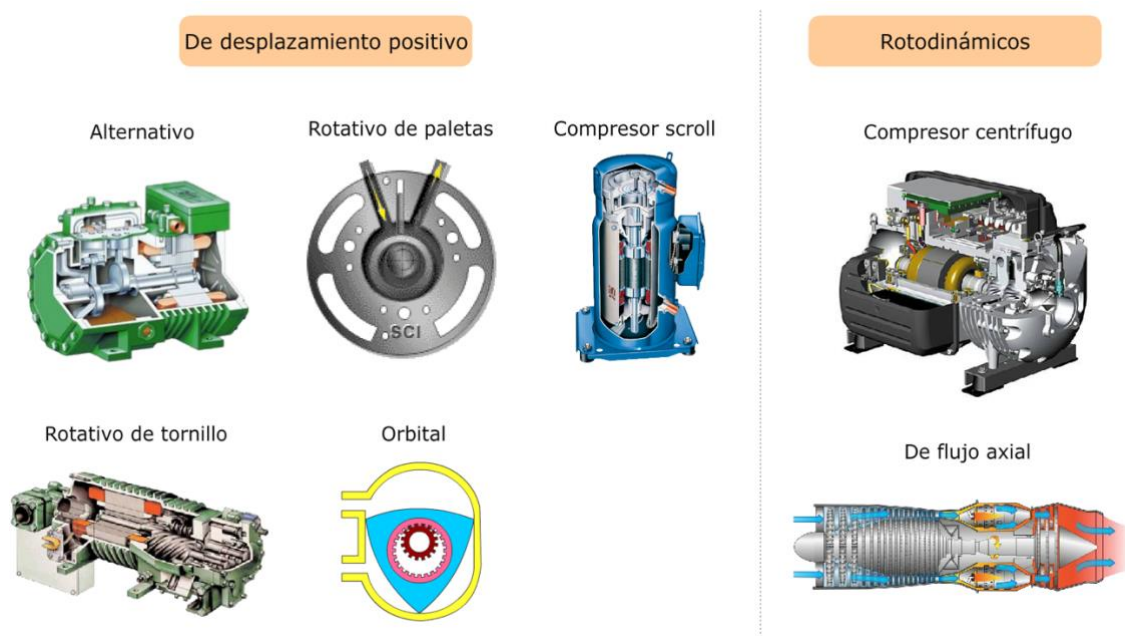 De desplazamiento positivo
Rotodinámicos
Alternativo
Rotativo de paletas
Compresor scroll
Compresor centrífugo
SCI
Rotativo de tornillo
Orbital
De flujo axial